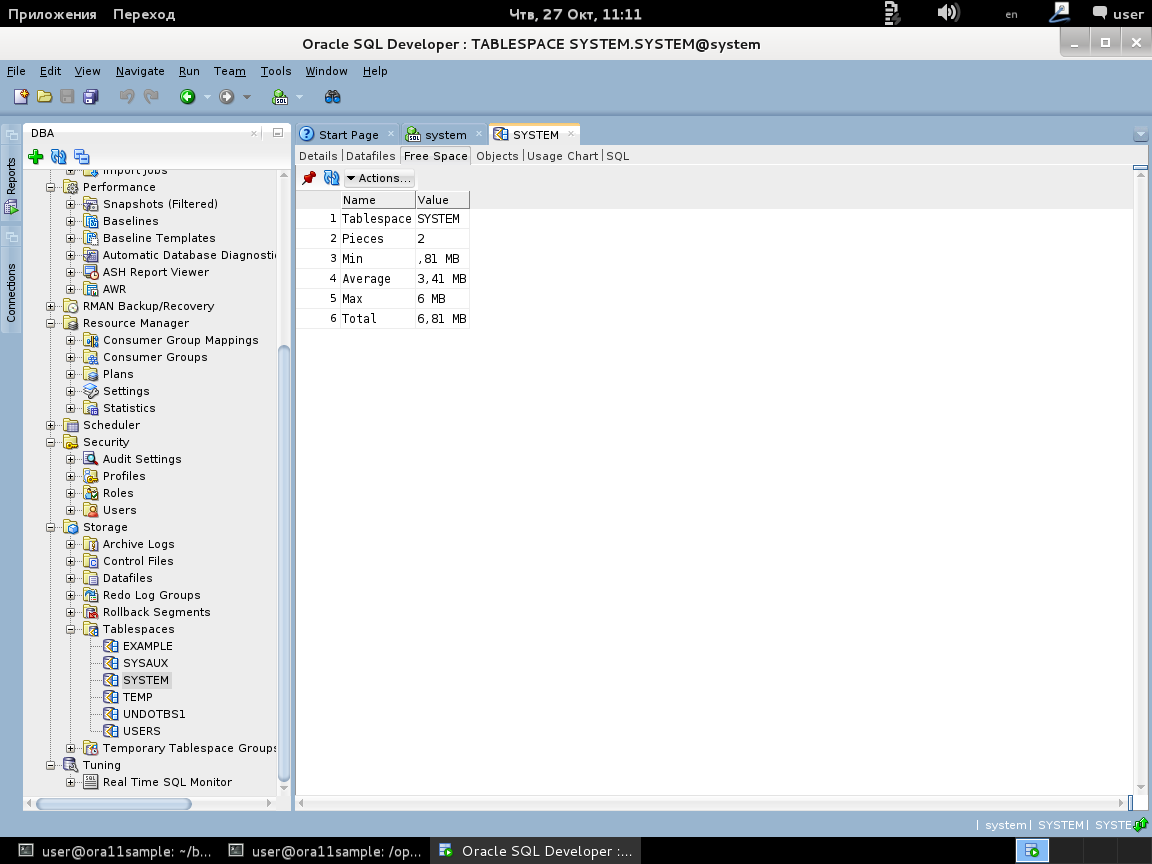 Приложения Переход Чтв, 27 Окт, 11:11 en user
Oracle SQL Developer : TABLESPACE SYSTEM.SYSTEM@system
File Edit View Navigate Run Team Tools Window Help
DBA
Reports
Connections
Import Jobs
Performance
Snapshots (Filtered)
Baselines
Baseline Templates
Automatic Database Diagnosti
ASH Report Viewer
AWR
RMAN Backup/Recovery
Resource Manager
Consumer Group Mappings
Consumer Groups
Plans
Settings
Statistics
Scheduler
Security
Audit Settings
Profiles
Roles
Users
Storage
Archive Logs
Control Files
Datafiles
Redo Log Groups
Rollback Segments
Tablespaces
EXAMPLE
SYSAUX
SYSTEM
TEMP
UNDOTBS1
USERS
Temporary Tablespace Groups
Tuning
Real Time SQL Monitor
Start Page system SYSTEM
Details Datafiles Free Space Objects Usage Chart SQL
Actions...
Name Value
1 Tablespace SYSTEM
2 Pieces 2
3 Min ,81 MB
4 Average 3,41 MB
5 Max 6 MB
6 Total 6,81 MB
| system | SYSTEM | SYSTE
user@ora11sample: ~/b... user@ora11sample: /op... Oracle SQL Developer :...